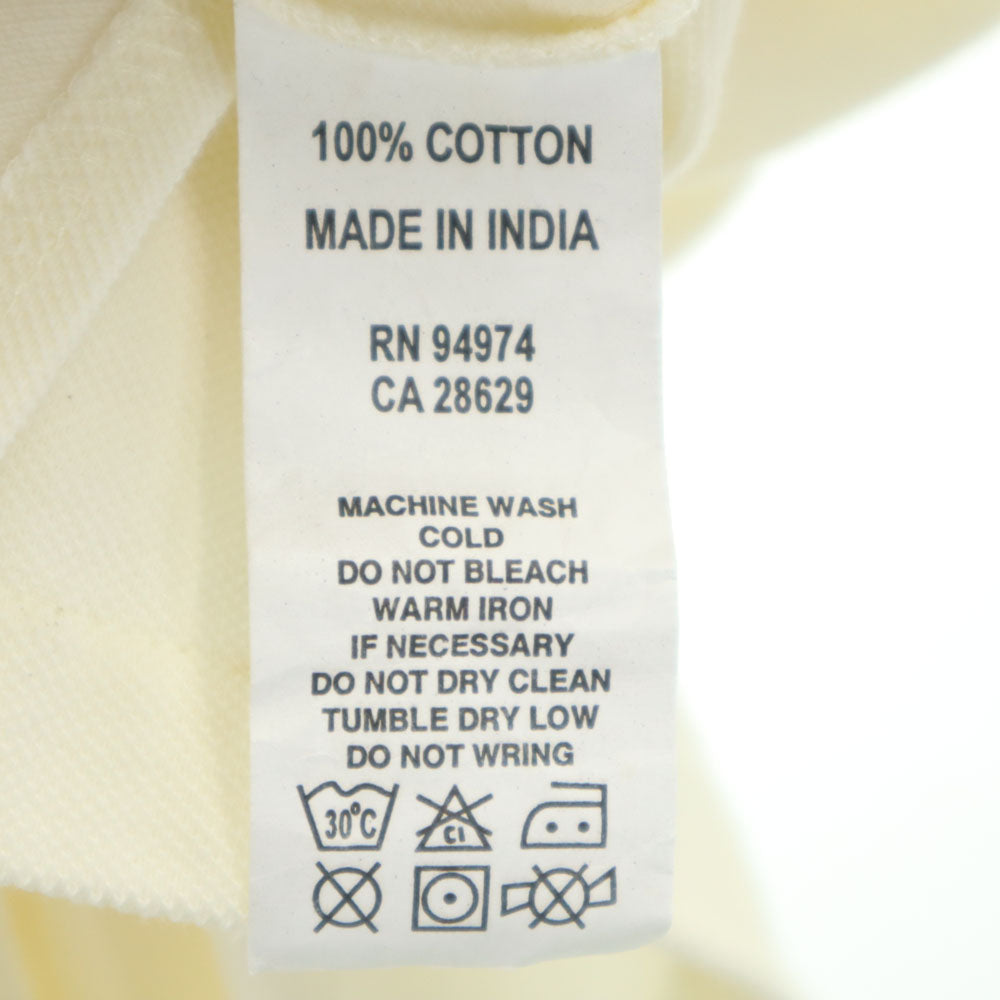 100% COTTON
MADE IN INDIA
RN 94974
CA 28629
MACHINE WASH
COLD
DO NOT BLEACH
WARM IRON
IF NECESSARY
DO NOT DRY CLEAN
TUMBLE DRY LOW
DO NOT WRING
30°C
Cl